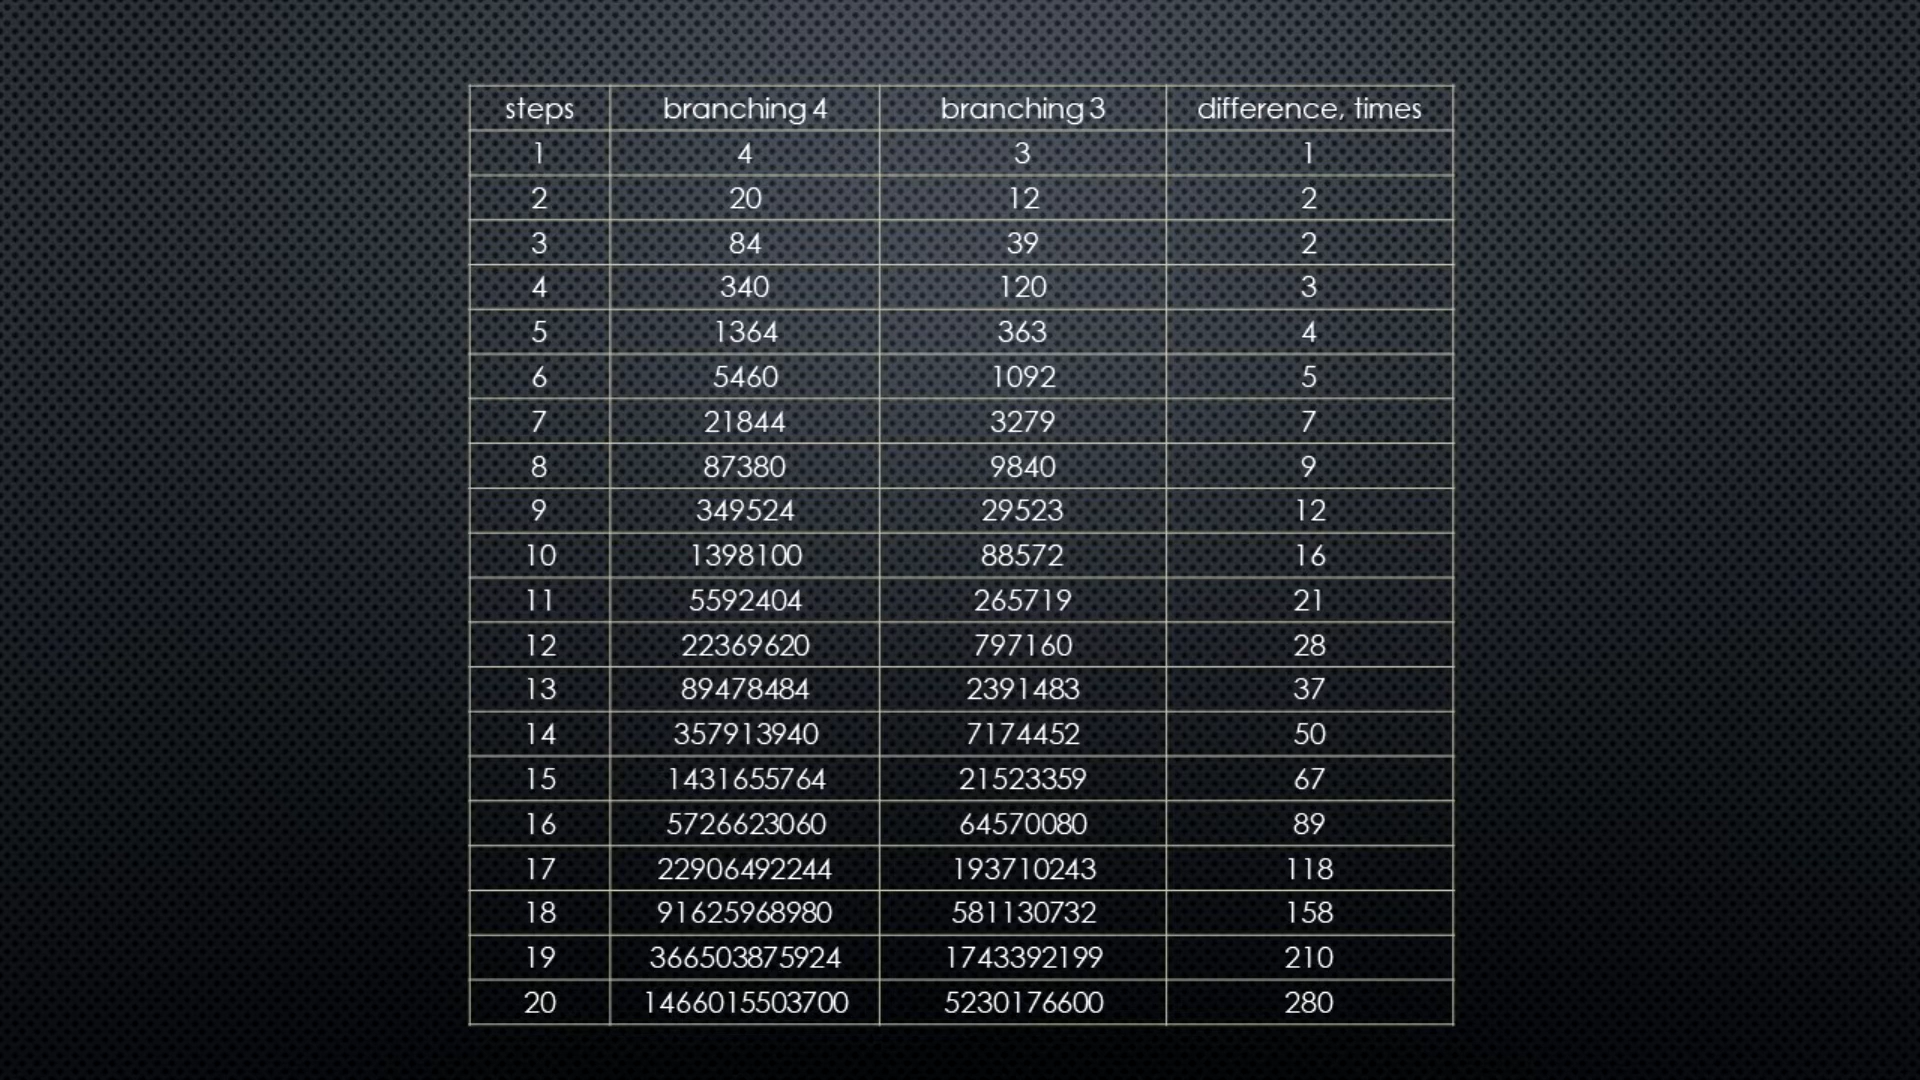 steps branching 4 branching 3 difference, times
1 4 3 1
2 20 12 2
3 84 39 2
4 340 120 3
5 1364 363 4
6 5460 1092 5
7 21844 3279 7
8 87380 9840 9
9 349524 29523 12
10 1398100 88572 16
11 5592404 265719 21
12 22369620 797160 28
13 89478484 2391483 37
14 357913940 7174452 50
15 1431655764 21523359 67
16 5726623060 64570080 89
17 22906492244 193710243 118
18 91625968980 581130732 158
19 366503875924 1743392199 210
20 1466015503700 5230176600 280